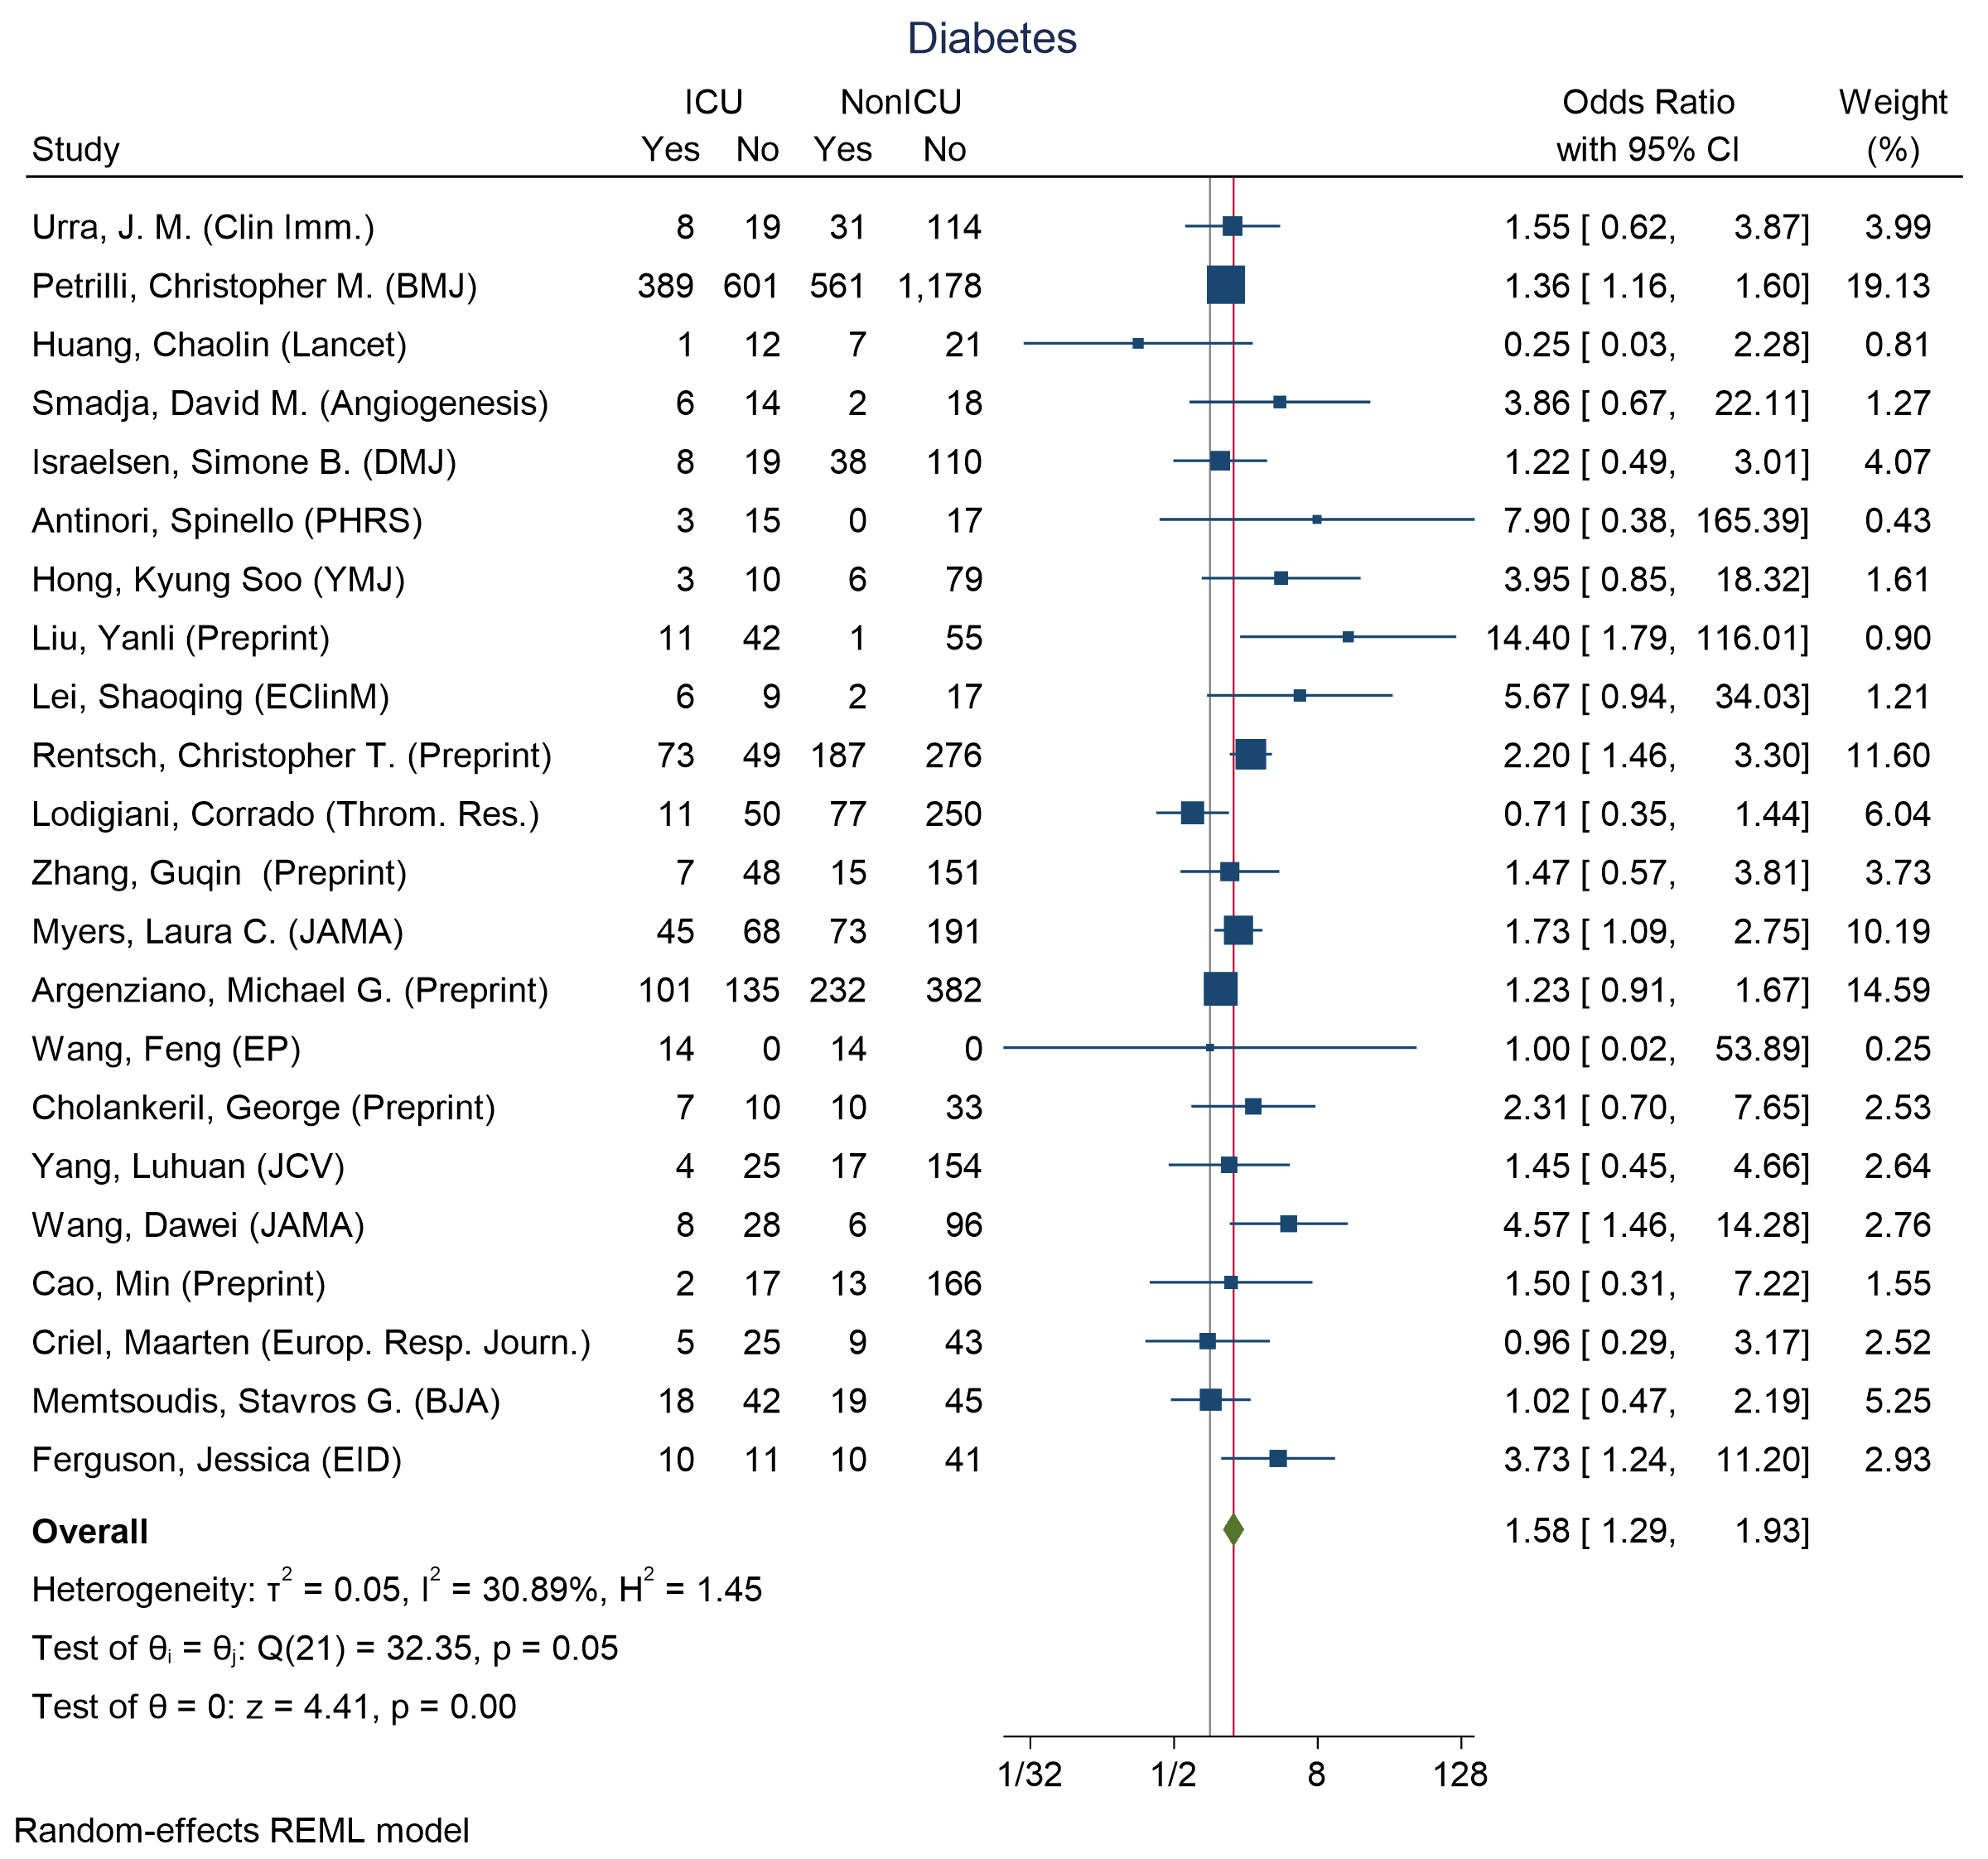 Diabetes
ICU NonICU Odds Ratio Weight
Study Yes No Yes No with 95% CI (%)
Urra, J. M. (Clin Imm.) 8 19 31 114 1.55 [ 0.62, 3.87] 3.99
Petrilli, Christopher M. (BMJ) 389 601 561 1,178 1.36 [ 1.16, 1.60] 19.13
Huang, Chaolin (Lancet) 1 12 7 21 0.25 [ 0.03, 2.28] 0.81
Smadja, David M. (Angiogenesis) 6 14 2 18 3.86 [ 0.67, 22.11] 1.27
Israelsen, Simone B. (DMJ) 8 19 38 110 1.22 [ 0.49, 3.01] 4.07
Antinori, Spinello (PHRS) 3 15 0 17 7.90 [ 0.38, 165.39] 0.43
Hong, Kyung Soo (YMJ) 3 10 6 79 3.95 [ 0.85, 18.32] 1.61
Liu, Yanli (Preprint) 11 42 1 55 14.40 [ 1.79, 116.01] 0.90
Lei, Shaoqing (EClinM) 6 9 2 17 5.67 [ 0.94, 34.03] 1.21
Rentsch, Christopher T. (Preprint) 73 49 187 276 2.20 [ 1.46, 3.30] 11.60
Lodigiani, Corrado (Throm. Res.) 11 50 77 250 0.71 [ 0.35, 1.44] 6.04
Zhang, Guqin (Preprint) 7 48 15 151 1.47 [ 0.57, 3.81] 3.73
Myers, Laura C. (JAMA) 45 68 73 191 1.73 [ 1.09, 2.75] 10.19
Argenziano, Michael G. (Preprint) 101 135 232 382 1.23 [ 0.91, 1.67] 14.59
Wang, Feng (EP) 14 0 14 0 1.00 [ 0.02, 53.89] 0.25
Cholankeril, George (Preprint) 7 10 10 33 2.31 [ 0.70, 7.65] 2.53
Yang, Luhuan (JCV) 4 25 17 154 1.45 [ 0.45, 4.66] 2.64
Wang, Dawei (JAMA) 8 28 6 96 4.57 [ 1.46, 14.28] 2.76
Cao, Min (Preprint) 2 17 13 166 1.50 [ 0.31, 7.22] 1.55
Criel, Maarten (Europ. Resp. Journ.) 5 25 9 43 0.96 [ 0.29, 3.17] 2.52
Memtsoudis, Stavros G. (BJA) 18 42 19 45 1.02 [ 0.47, 2.19] 5.25
Ferguson, Jessica (EID) 10 11 10 41 3.73 [ 1.24, 11.20] 2.93
Overall 1.58 [ 1.29, 1.93]
Heterogeneity: τ² = 0.05, I² = 30.89%, H² = 1.45
Test of θᵢ = θⱼ: Q(21) = 32.35, p = 0.05
Test of θ = 0: z = 4.41, p = 0.00
1/32 1/2 8 128
Random-effects REML model